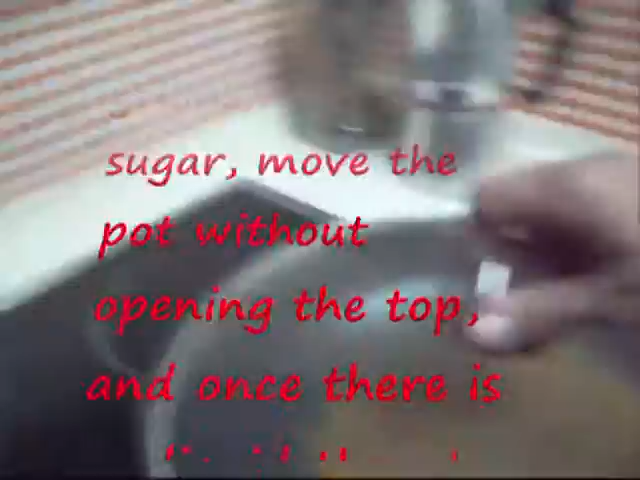 sugar, move the
pot without
opening the top,
and once there is